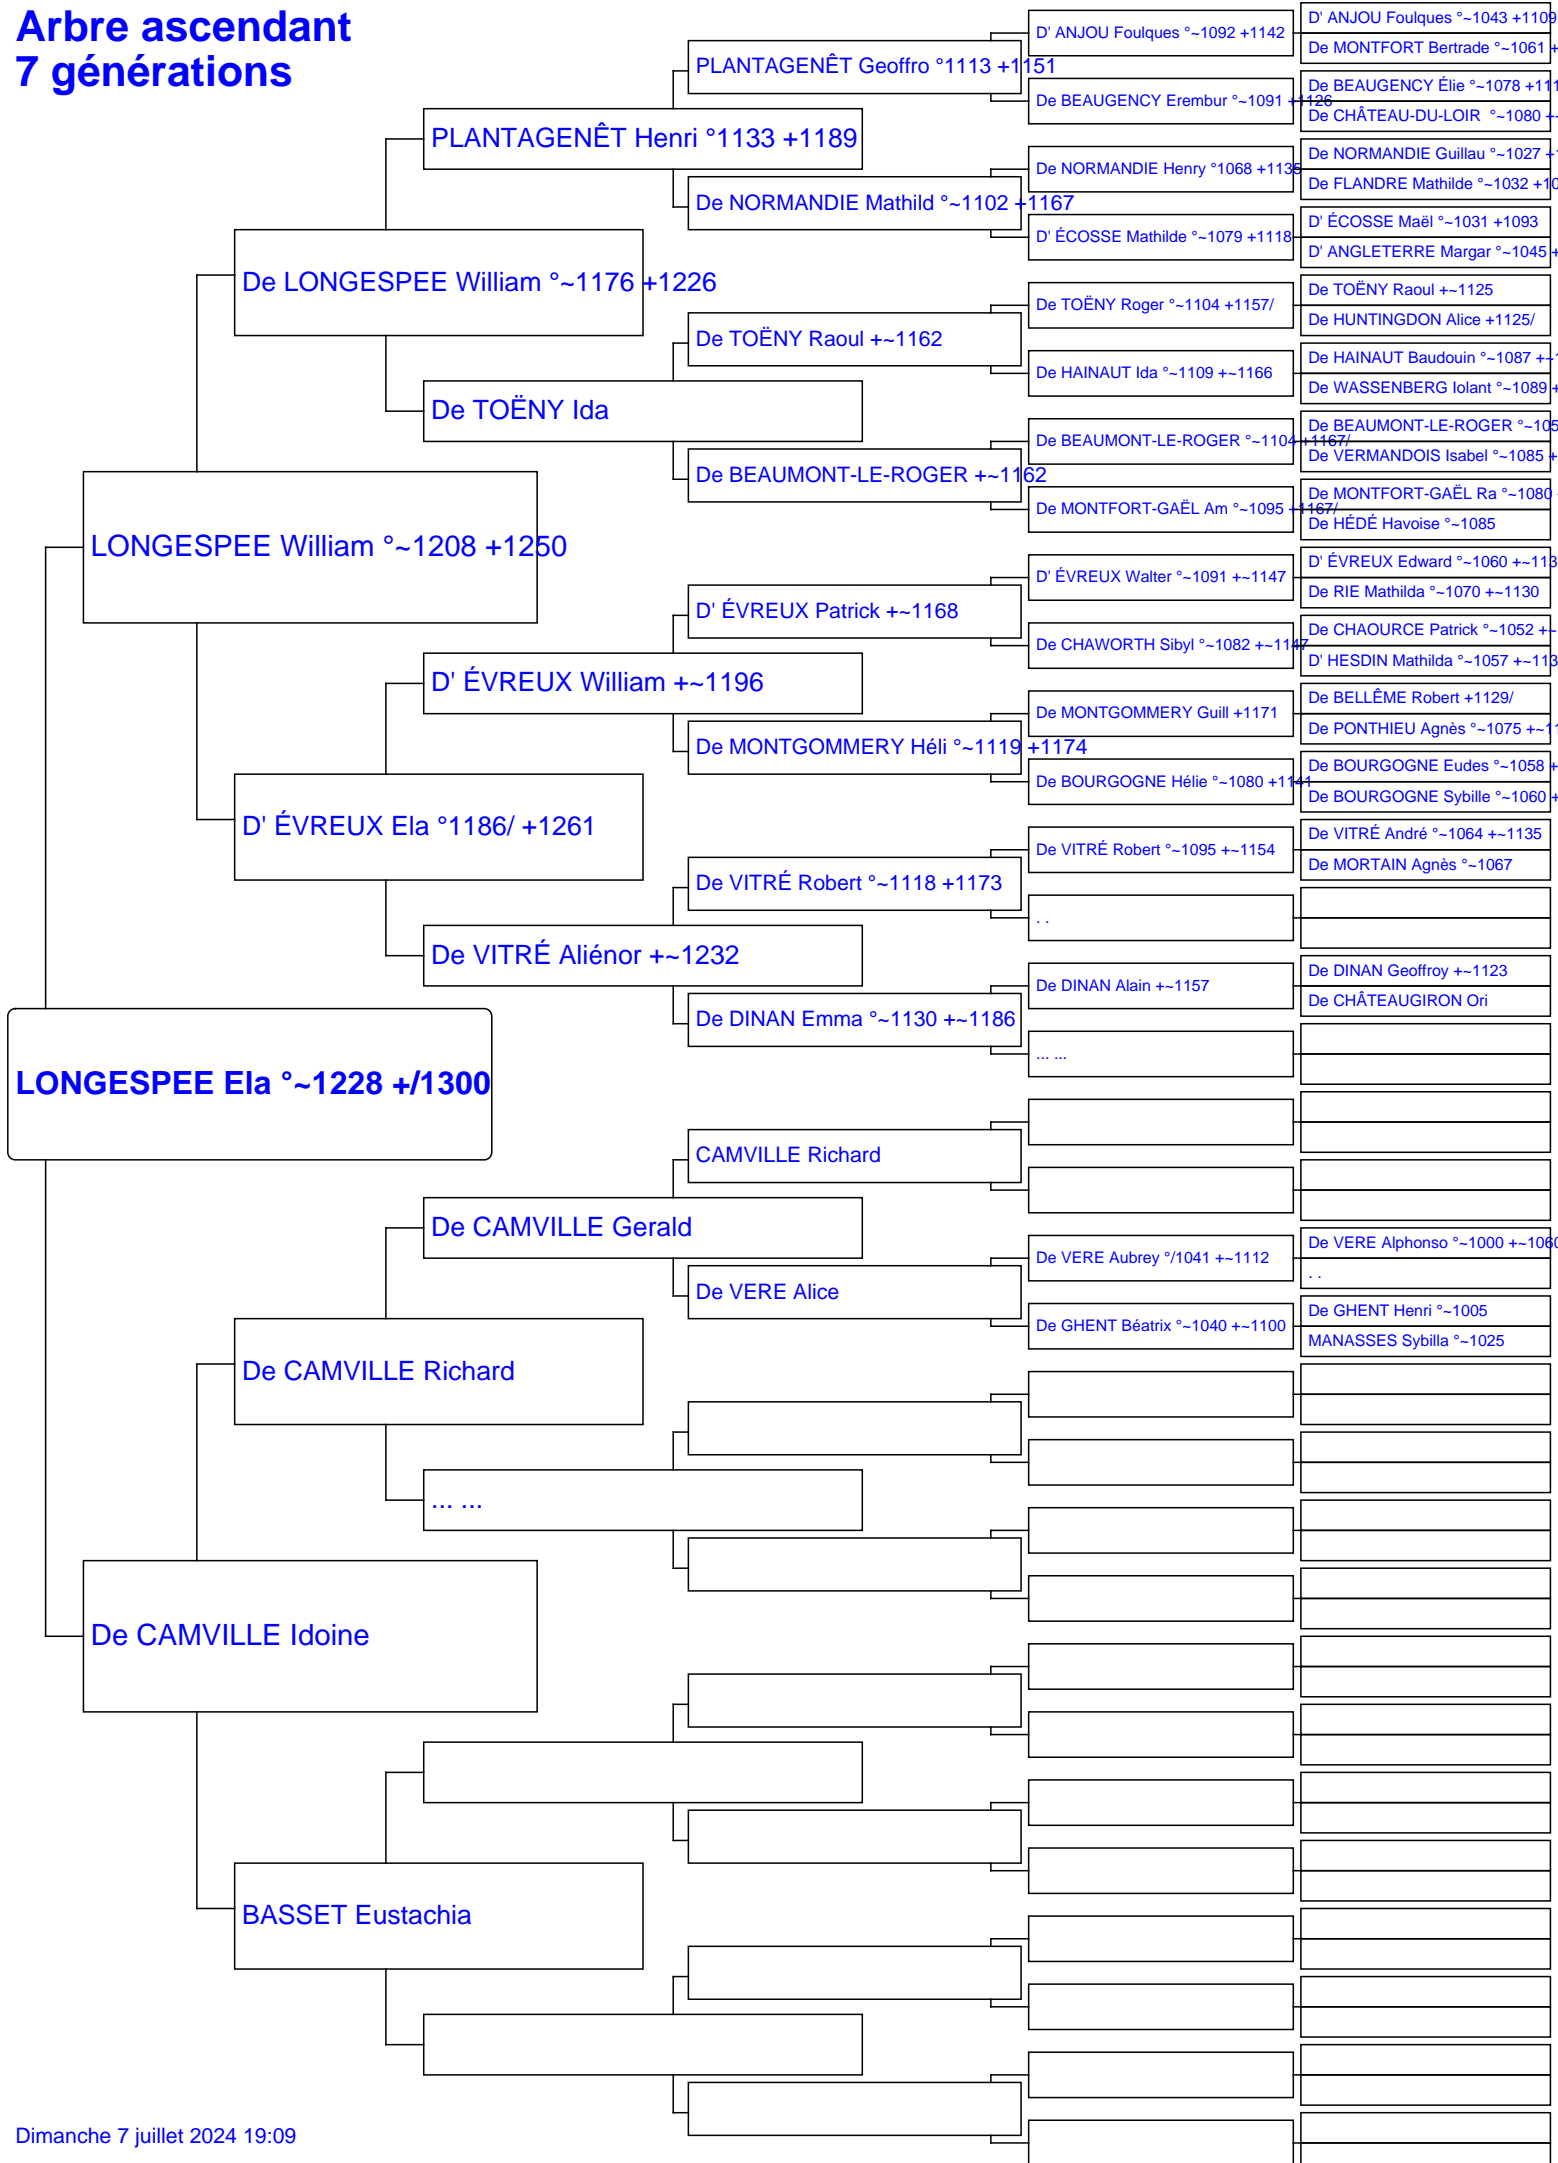 Arbre ascendant
7 générations
LONGESPEE Ela °~1228 +/1300
LONGESPEE William °~1208 +1250
De CAMVILLE Idoine
De LONGESPEE William °~1176 +1226
D' ÉVREUX Ela °1186/ +1261
De CAMVILLE Richard
BASSET Eustachia
PLANTAGENÊT Henri °1133 +1189
De TOËNY Ida
D' ÉVREUX William +~1196
De VITRÉ Aliénor +~1232
De CAMVILLE Gerald
... ...
PLANTAGENÊT Geoffro °1113 +1151
De NORMANDIE Mathild °~1102 +1167
De TOËNY Raoul +~1162
De BEAUMONT-LE-ROGER +~1162
D' ÉVREUX Patrick +~1168
De MONTGOMMERY Héli °~1119 +1174
De VITRÉ Robert °~1118 +1173
De DINAN Emma °~1130 +~1186
CAMVILLE Richard
De VERE Alice
D' ANJOU Foulques °~1092 +1142
De BEAUGENCY Erembur °~1091 +1126
De NORMANDIE Henry °1068 +1135
D' ÉCOSSE Mathilde °~1079 +1118
De TOËNY Roger °~1104 +1157/
De HAINAUT Ida °~1109 +~1166
De BEAUMONT-LE-ROGER °~1104 +1167/
De MONTFORT-GAËL Am °~1095 +1167/
D' ÉVREUX Walter °~1091 +~1147
De CHAWORTH Sibyl °~1082 +~1147
De MONTGOMMERY Guill +1171
De BOURGOGNE Hélie °~1080 +1141
De VITRÉ Robert °~1095 +~1154
. .
De DINAN Alain +~1157
... ...
De VERE Aubrey °/1041 +~1112
De GHENT Béatrix °~1040 +~1100
D' ANJOU Foulques °~1043 +1109
De MONTFORT Bertrade °~1061 +
De BEAUGENCY Élie °~1078 +111
De CHÂTEAU-DU-LOIR °~1080 +~
De NORMANDIE Guillau °~1027 +1
De FLANDRE Mathilde °~1032 +10
D' ÉCOSSE Maël °~1031 +1093
D' ANGLETERRE Margar °~1045 +
De TOËNY Raoul +~1125
De HUNTINGDON Alice +1125/
De HAINAUT Baudouin °~1087 +~1
De WASSENBERG Iolant °~1089 +
De BEAUMONT-LE-ROGER °~105
De VERMANDOIS Isabel °~1085 +
De MONTFORT-GAËL Ra °~1080
De HÉDÉ Havoise °~1085
D' ÉVREUX Edward °~1060 +~113
De RIE Mathilda °~1070 +~1130
De CHAOURCE Patrick °~1052 +~
D' HESDIN Mathilda °~1057 +~113
De BELLÊME Robert +1129/
De PONTHIEU Agnès °~1075 +~11
De BOURGOGNE Eudes °~1058 +
De BOURGOGNE Sybille °~1060 +
De VITRÉ André °~1064 +~1135
De MORTAIN Agnès °~1067
De DINAN Geoffroy +~1123
De CHÂTEAUGIRON Ori
De VERE Alphonso °~1000 +~1060
. .
De GHENT Henri °~1005
MANASSES Sybilla °~1025
Dimanche 7 juillet 2024 19:09